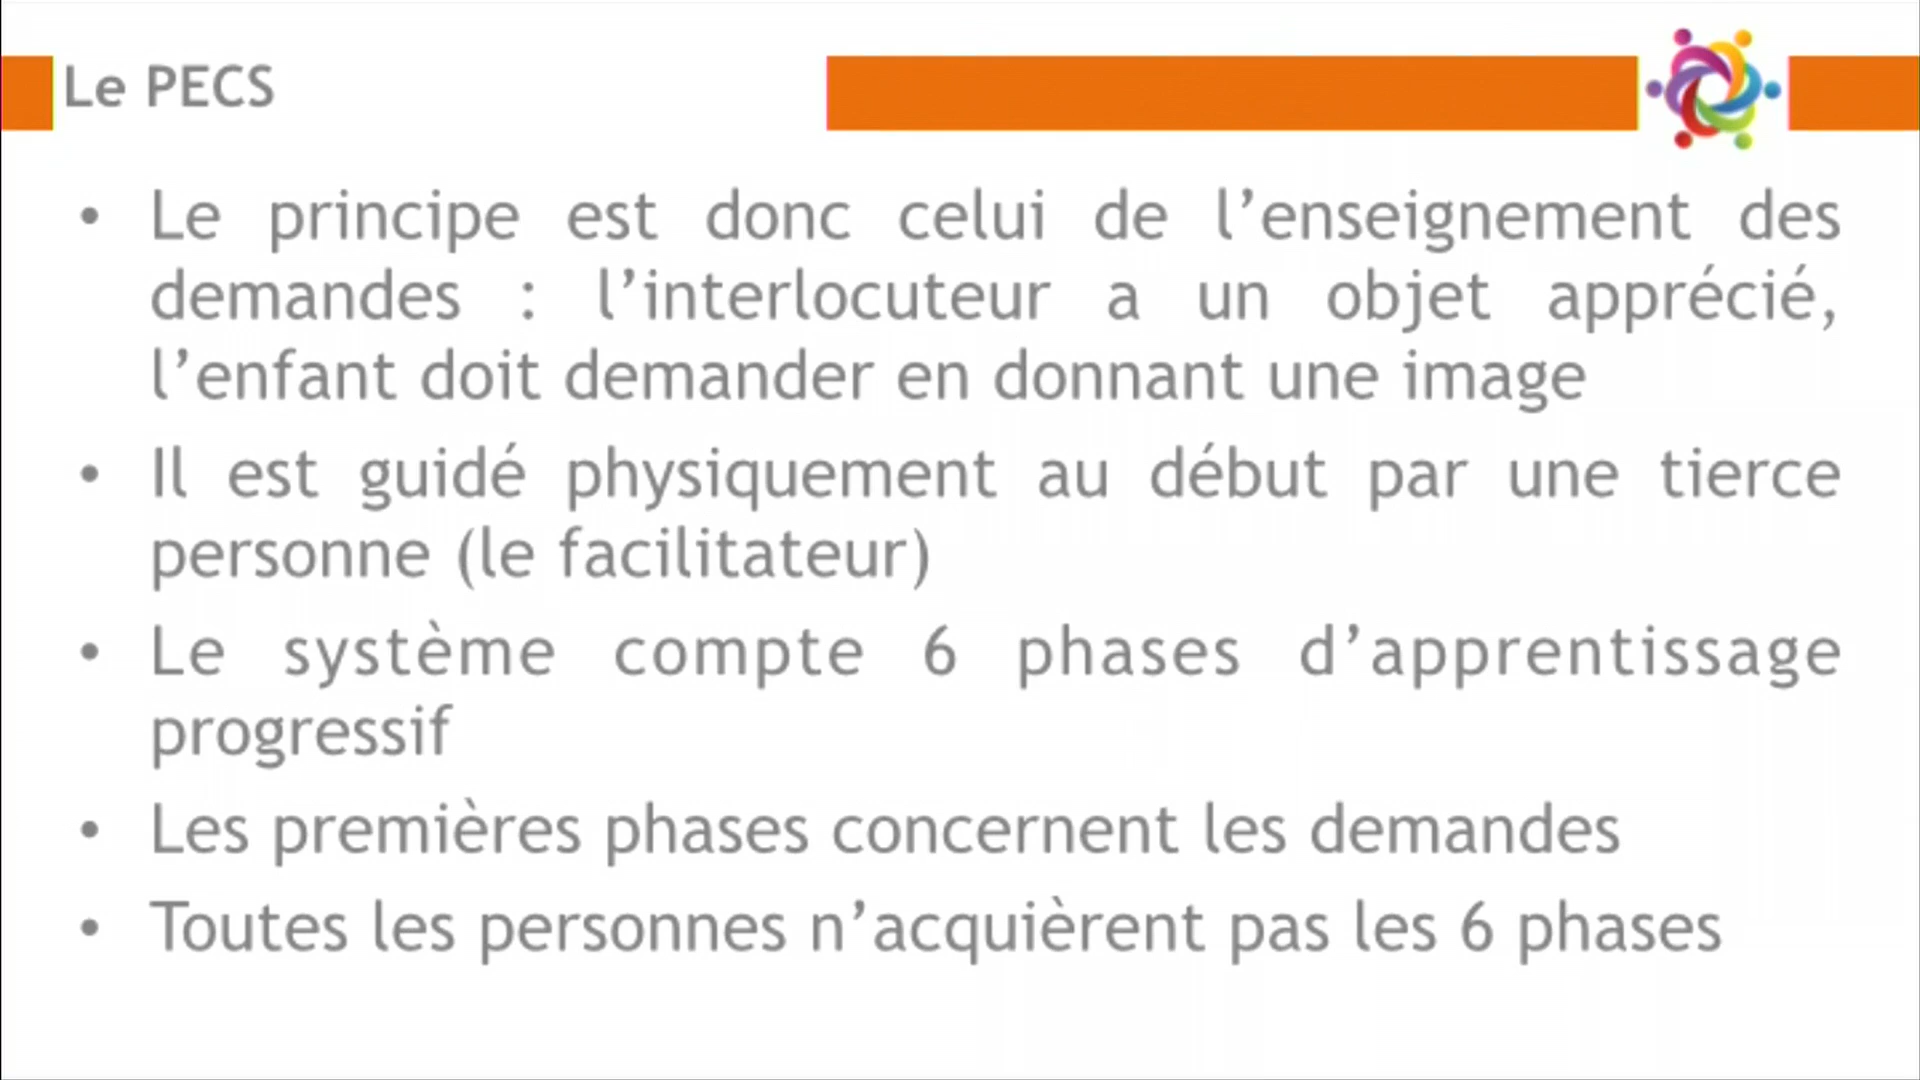 Le PECS
• Le principe est donc celui de l’enseignement des
demandes : l’interlocuteur a un objet apprécié,
l’enfant doit demander en donnant une image
• Il est guidé physiquement au début par une tierce
personne (le facilitateur)
• Le système compte 6 phases d’apprentissage
progressif
• Les premières phases concernent les demandes
• Toutes les personnes n’acquièrent pas les 6 phases